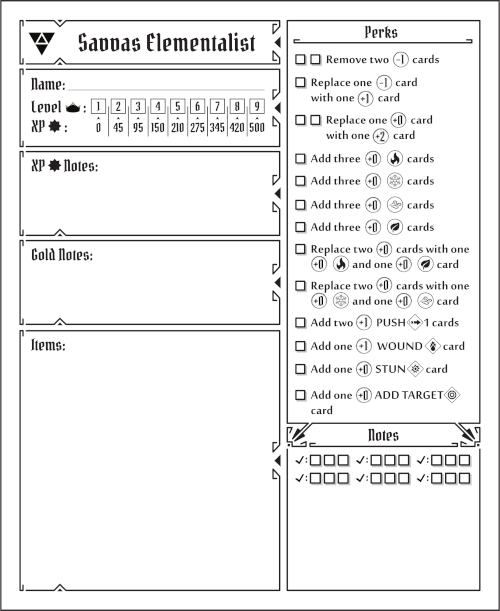 Savvas Elementalist
Name:
Level : 1 2 3 4 5 6 7 8 9
XP : 0 45 95 150 210 275 345 420 500
XP Notes:
Gold Notes:
Items:
Perks
Remove two -1 cards
Replace one -1 card
with one +1 card
Replace one +0 card
with one +2 card
Add three +0 cards
Add three +0 cards
Add three +0 cards
Add three +0 cards
Replace two +0 cards with one
+0 and one +0 card
Replace two +0 cards with one
+0 and one +0 card
Add two +1 PUSH 1 cards
Add one +1 WOUND card
Add one +0 STUN card
Add one +0 ADD TARGET
card
Notes
✓: ✓: ✓:
✓: ✓: ✓: